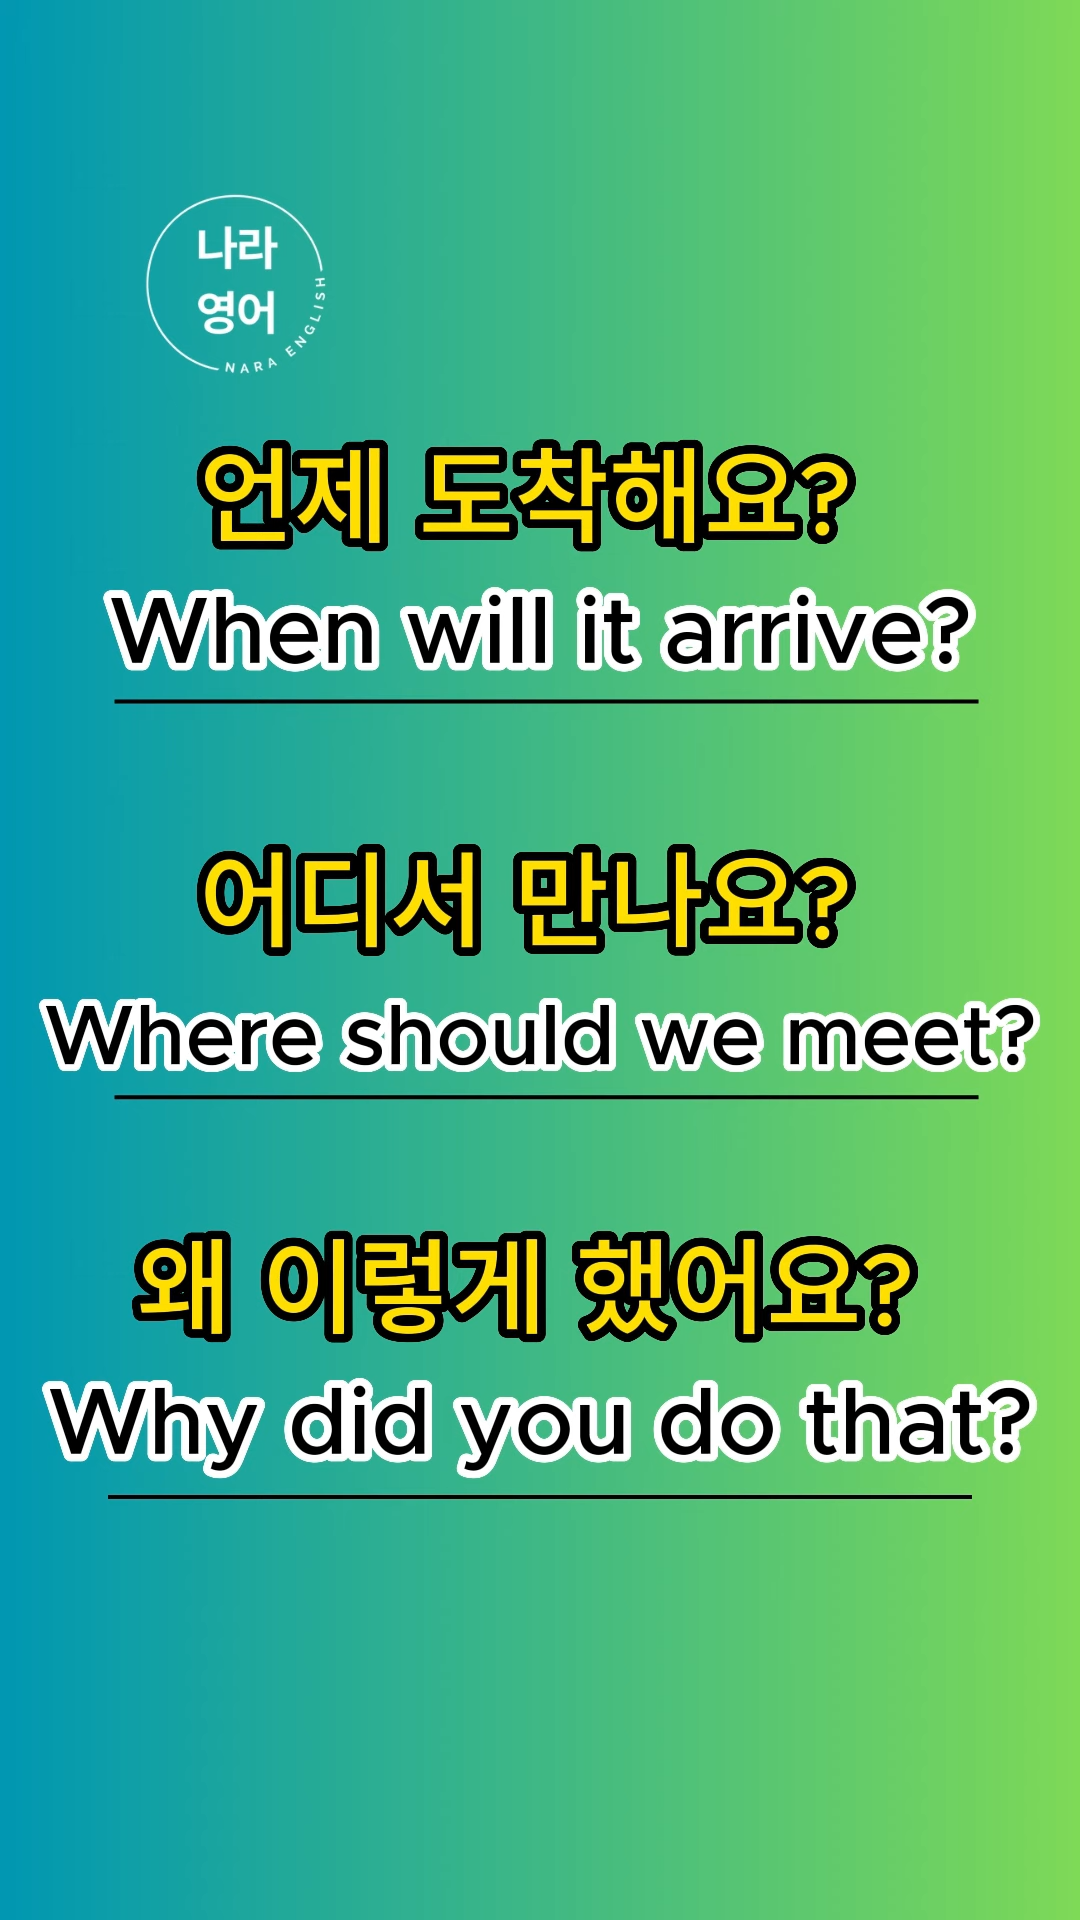 나라
영어
NARA ENGLISH
언제 도착해요?
When will it arrive?
어디서 만나요?
Where should we meet?
왜 이렇게 했어요?
Why did you do that?